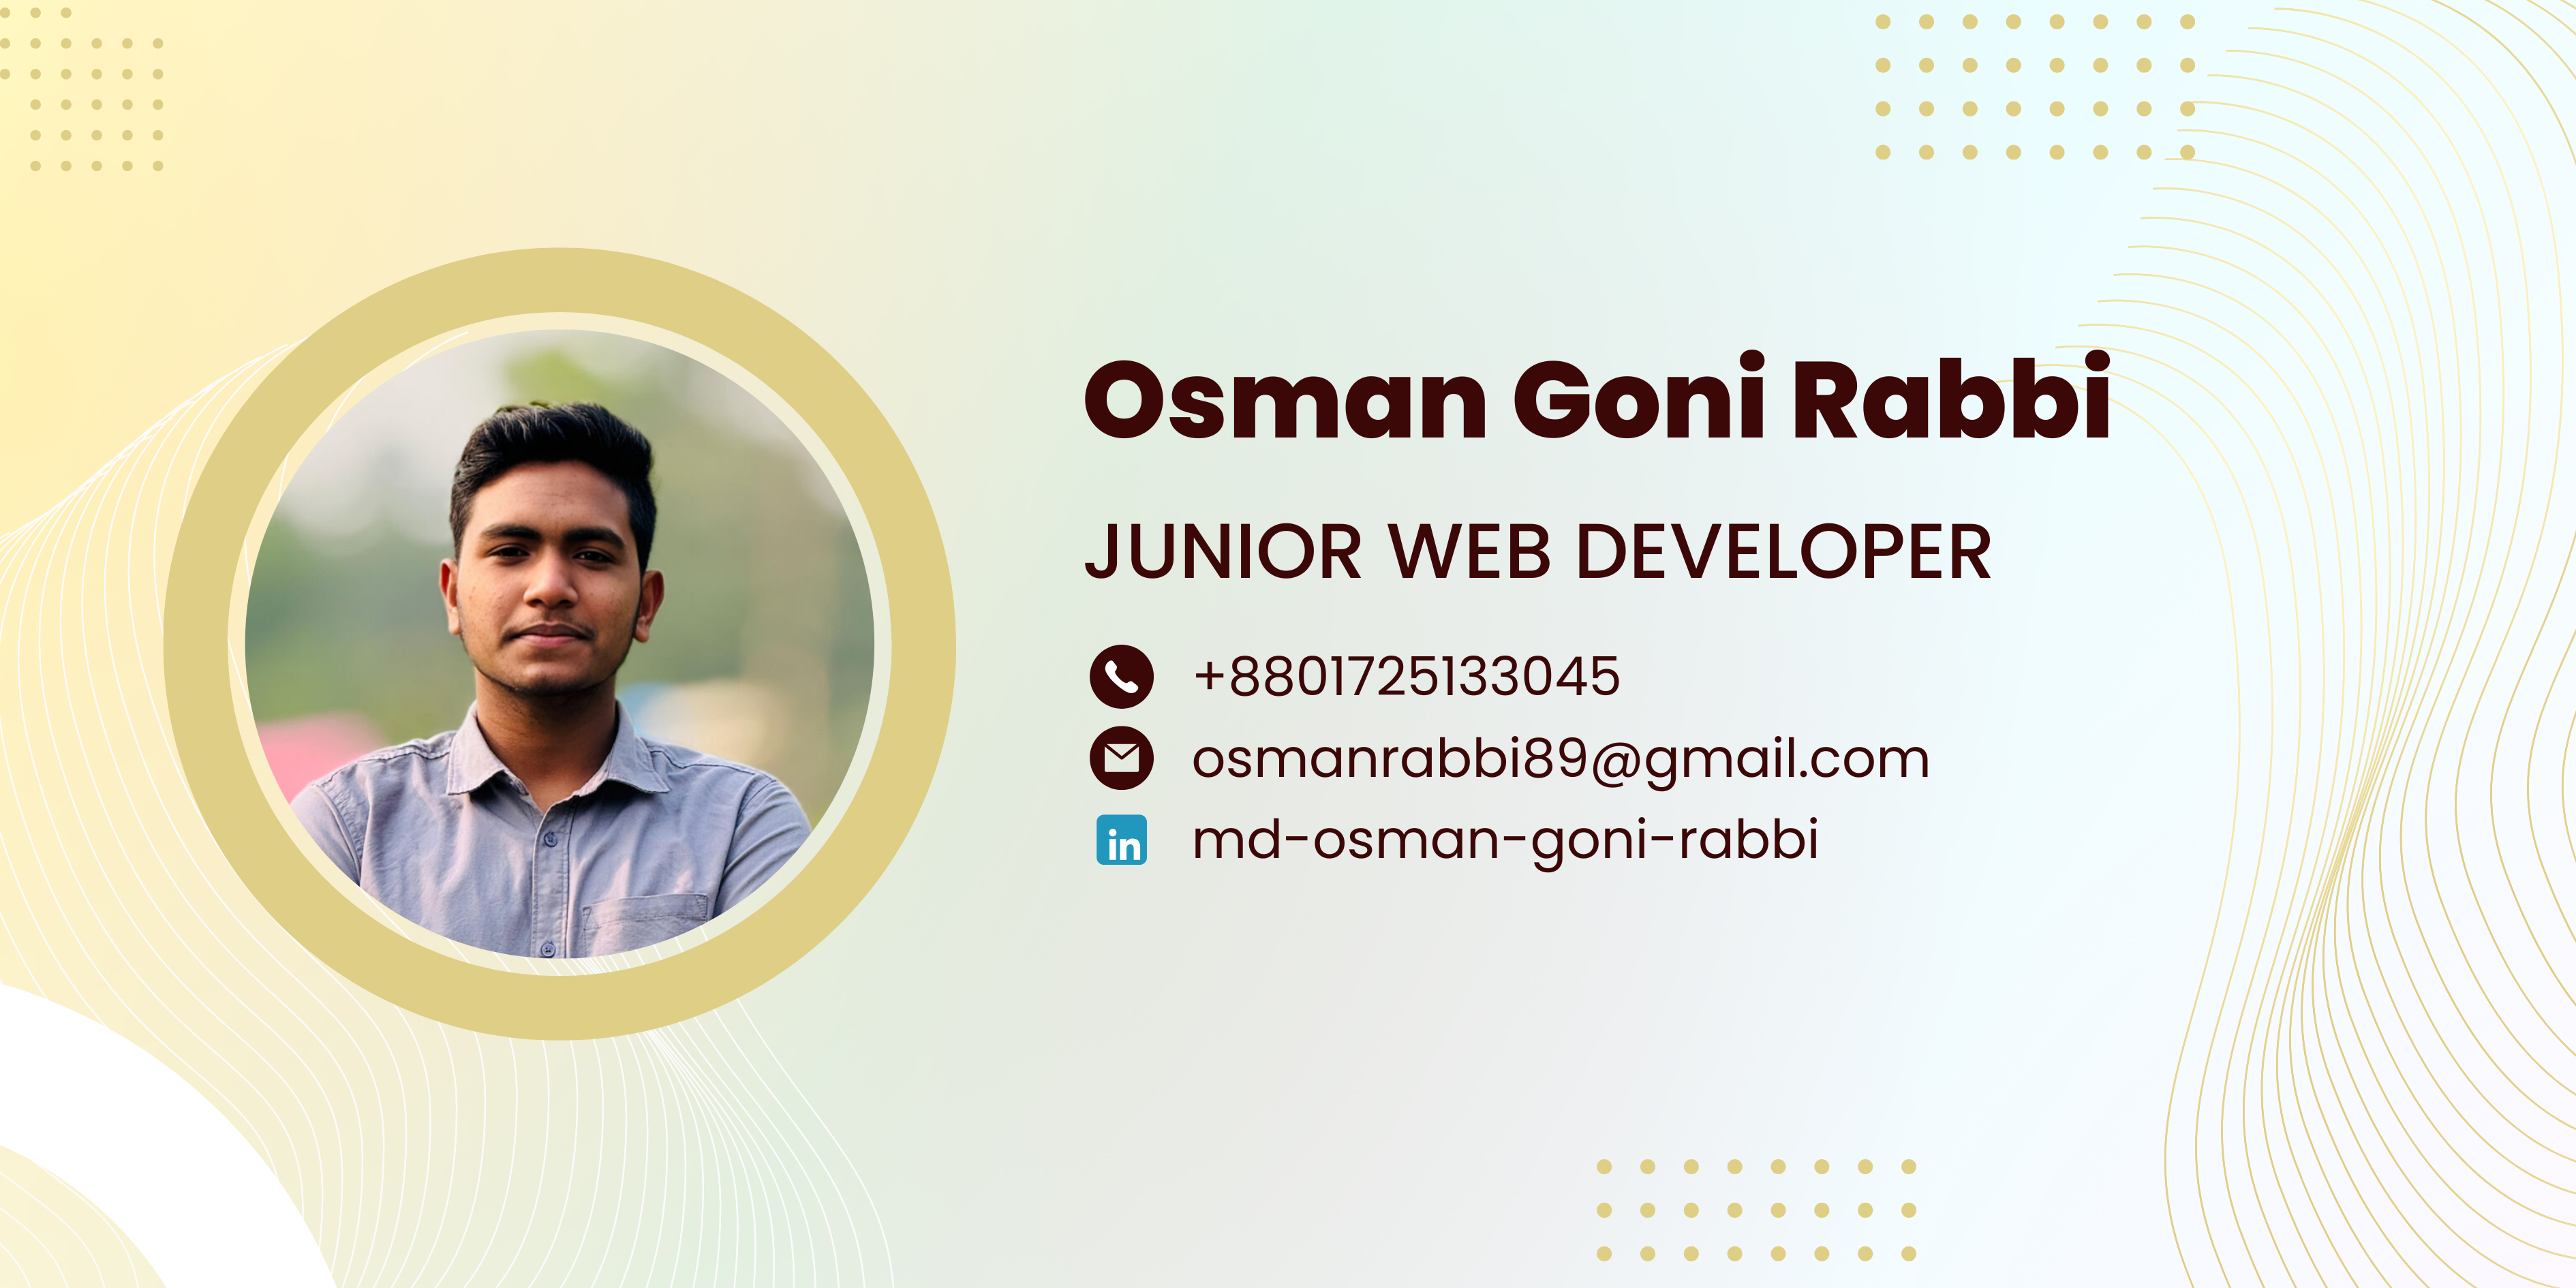 Osman Goni Rabbi
JUNIOR WEB DEVELOPER
+8801725133045
osmanrabbi89@gmail.com
in
md-osman-goni-rabbi